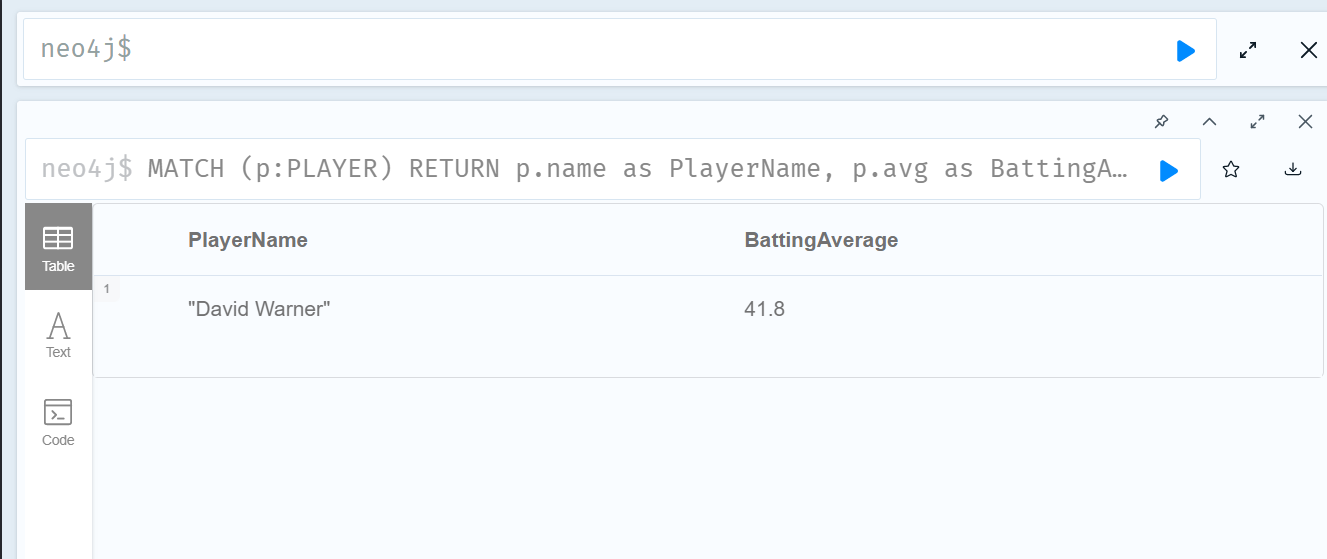 neo4j$
neo4j$ MATCH (p:PLAYER) RETURN p.name as PlayerName, p.avg as BattingA…
Table
PlayerName BattingAverage
1
"David Warner" 41.8
Text
Code